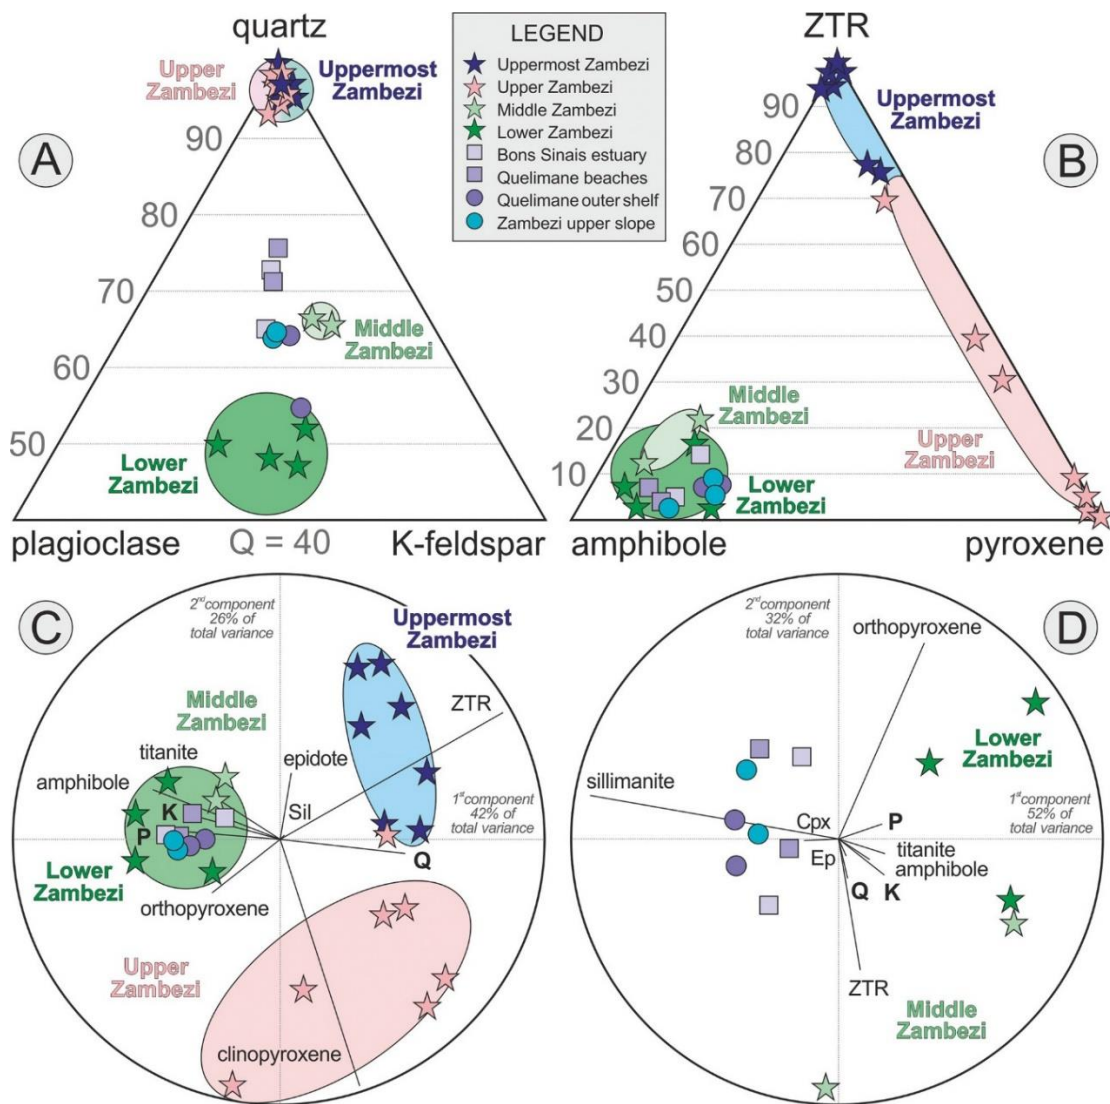 quartz
ZTR
LEGEND
Uppermost Zambezi
Upper Zambezi
Middle Zambezi
Lower Zambezi
Bons Sinais estuary
Quelimane beaches
Quelimane outer shelf
Zambezi upper slope
A
Upper
Zambezi
Uppermost
Zambezi
90
80
70
60
50
Middle
Zambezi
Lower
Zambezi
plagioclase
Q = 40
K-feldspar
B
Uppermost
Zambezi
90
80
70
60
50
40
30
20
10
Middle
Zambezi
Lower
Zambezi
Upper
Zambezi
amphibole
pyroxene
C
2nd component
26% of
total variance
Uppermost
Zambezi
Middle
Zambezi
ZTR
titanite
epidote
amphibole
K
Sil
1st component
42% of
total variance
P
Q
Lower
Zambezi
orthopyroxene
Upper
Zambezi
clinopyroxene
D
2nd component
32% of
total variance
orthopyroxene
Lower
Zambezi
sillimanite
1st component
52% of
total variance
Cpx
P
Ep
titanite
amphibole
Q
K
ZTR
Middle
Zambezi